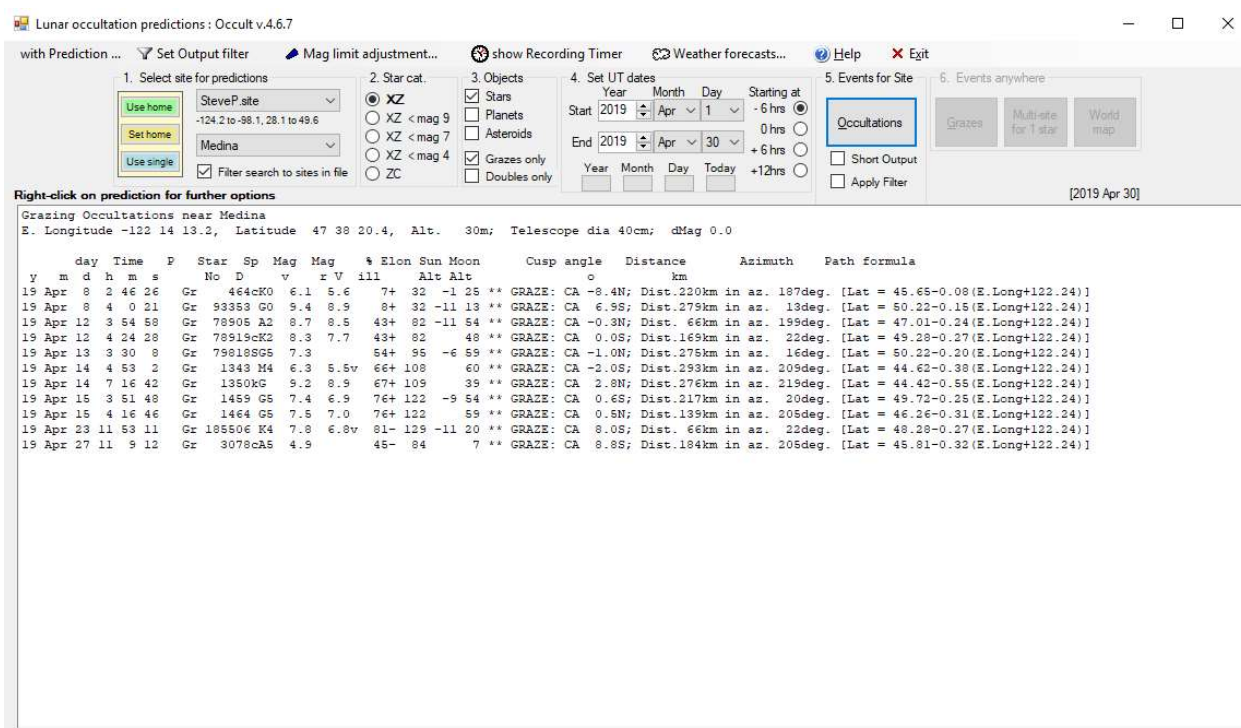 Lunar occultation predictions : Occult v.4.6.7
with Prediction ... Set Output filter Mag limit adjustment... show Recording Timer Weather forecasts... Help Exit
1. Select site for predictions 2. Star cat. 3. Objects 4. Set UT dates 5. Events for Site 6. Events anywhere
Use home
Set home
Use single
SteveP.site
-124.2 to -98.1, 28.1 to 49.6
Medina
Filter search to sites in file
XZ
XZ < mag 9
XZ < mag 7
XZ < mag 4
ZC
Stars
Planets
Asteroids
Grazes only
Doubles only
Year Month Day Starting at
Start 2019 Apr 1 - 6 hrs
0 hrs
End 2019 Apr 30 + 6 hrs
Year Month Day Today +12hrs
Occultations
Short Output
Apply Filter
Grazes
Multi-site for 1 star
World map
Right-click on prediction for further options [2019 Apr 30]
Grazing Occultations near Medina
E. Longitude -122 14 13.2, Latitude 47 38 20.4, Alt. 30m; Telescope dia 40cm; dMag 0.0
day Time P Star Sp Mag Mag % Elon Sun Moon Cusp angle Distance Azimuth Path formula
y m d h m s No D v r V ill Alt Alt o km
19 Apr 8 2 46 26 Gr 464cK0 6.1 5.6 7+ 32 -1 25 ** GRAZE: CA -8.4N; Dist.220km in az. 187deg. [Lat = 45.65-0.08(E.Long+122.24)]
19 Apr 8 4 0 21 Gr 93353 G0 9.4 8.9 8+ 32 -11 13 ** GRAZE: CA 6.9S; Dist.279km in az. 13deg. [Lat = 50.22-0.15(E.Long+122.24)]
19 Apr 12 3 54 58 Gr 78905 A2 8.7 8.5 43+ 82 -11 54 ** GRAZE: CA -0.3N; Dist. 66km in az. 199deg. [Lat = 47.01-0.24(E.Long+122.24)]
19 Apr 12 4 24 28 Gr 78919cK2 8.3 7.7 43+ 82 48 ** GRAZE: CA 0.0S; Dist.169km in az. 22deg. [Lat = 49.28-0.27(E.Long+122.24)]
19 Apr 13 3 30 8 Gr 79818SG5 7.3 54+ 95 -6 59 ** GRAZE: CA -1.0N; Dist.275km in az. 16deg. [Lat = 50.22-0.20(E.Long+122.24)]
19 Apr 14 4 53 2 Gr 1343 M4 6.3 5.5v 66+ 108 60 ** GRAZE: CA -2.0S; Dist.293km in az. 209deg. [Lat = 44.62-0.38(E.Long+122.24)]
19 Apr 14 7 16 42 Gr 1350kG 9.2 8.9 67+ 109 39 ** GRAZE: CA 2.8N; Dist.276km in az. 219deg. [Lat = 44.42-0.55(E.Long+122.24)]
19 Apr 15 3 51 48 Gr 1459 G5 7.4 6.9 76+ 122 -9 54 ** GRAZE: CA 0.6S; Dist.217km in az. 20deg. [Lat = 49.72-0.25(E.Long+122.24)]
19 Apr 15 4 16 46 Gr 1464 G5 7.5 7.0 76+ 122 59 ** GRAZE: CA 0.5N; Dist.139km in az. 205deg. [Lat = 46.26-0.31(E.Long+122.24)]
19 Apr 23 11 53 11 Gr 185506 K4 7.8 6.8v 81- 129 -11 20 ** GRAZE: CA 8.0S; Dist. 66km in az. 22deg. [Lat = 48.28-0.27(E.Long+122.24)]
19 Apr 27 11 9 12 Gr 3078cA5 4.9 45- 84 7 ** GRAZE: CA 8.8S; Dist.184km in az. 205deg. [Lat = 45.81-0.32(E.Long+122.24)]